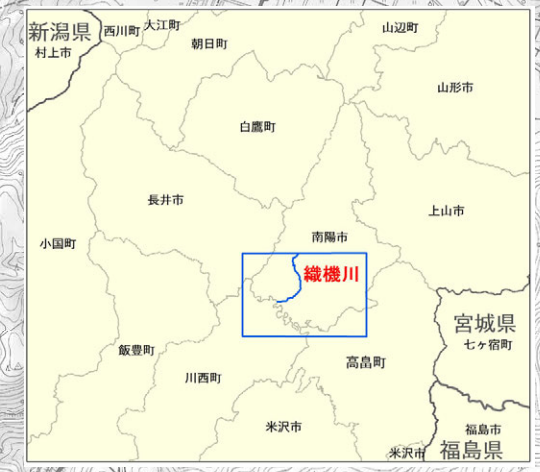 新潟県
村上市
西川町
大江町
朝日町
山辺町
山形市
白鷹町
長井市
上山市
小国町
南陽市
織機川
宮城県
七ヶ宿町
飯豊町
高畠町
川西町
米沢市
福島市
米沢市
福島県